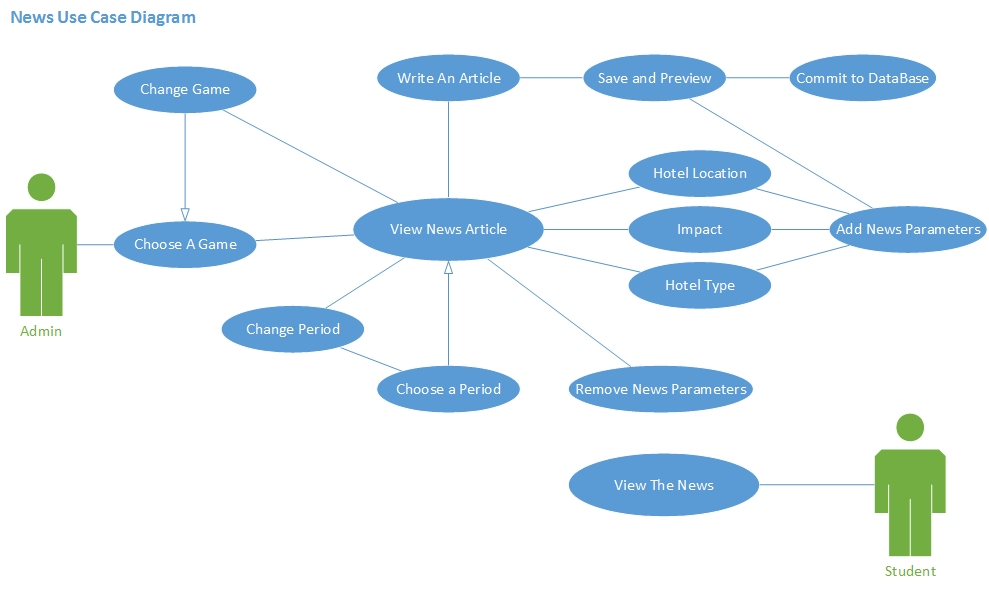 News Use Case Diagram
Write An Article
Save and Preview
Commit to DataBase
Change Game
Hotel Location
View News Article
Impact
Add News Parameters
Choose A Game
Hotel Type
Admin
Change Period
Choose a Period
Remove News Parameters
View The News
Student